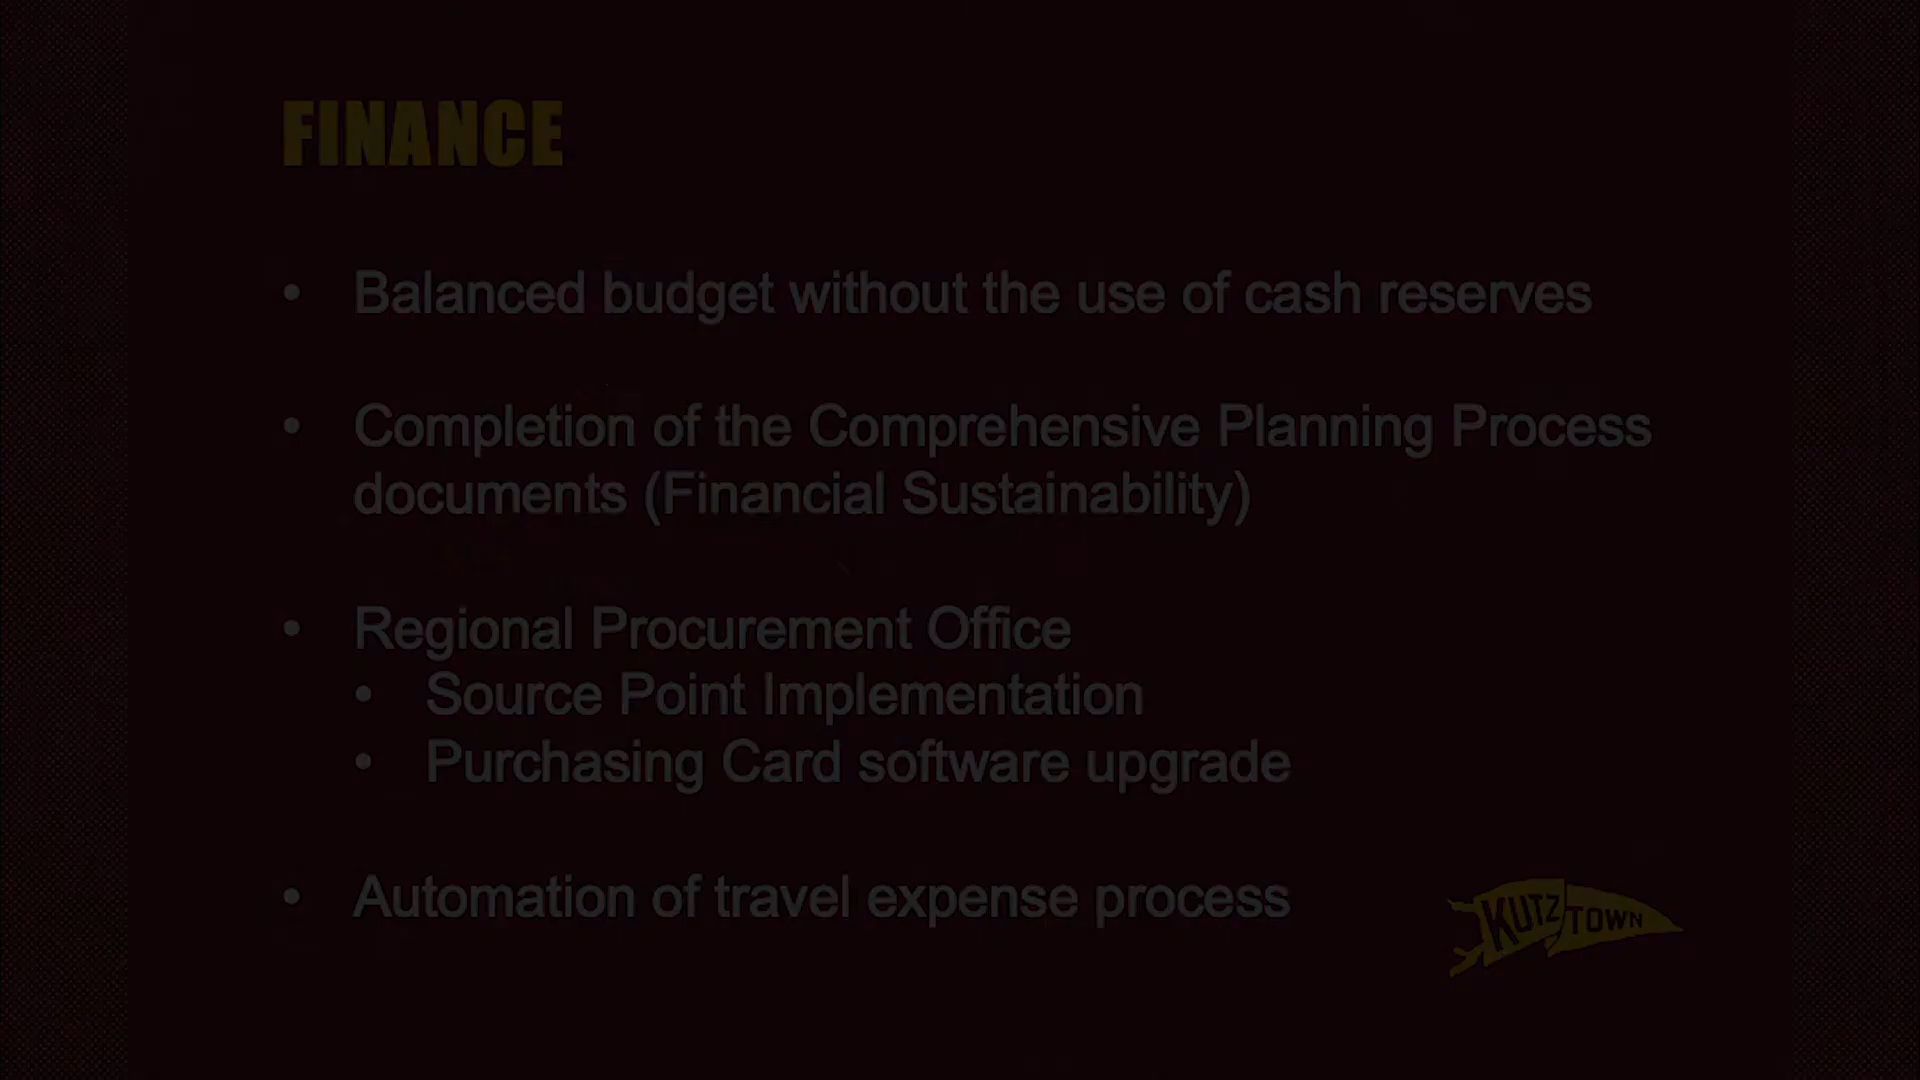 FINANCE
• Balanced budget without the use of cash reserves
• Completion of the Comprehensive Planning Process
documents (Financial Sustainability)
• Regional Procurement Office
• Source Point Implementation
• Purchasing Card software upgrade
• Automation of travel expense process
KUTZTOWN